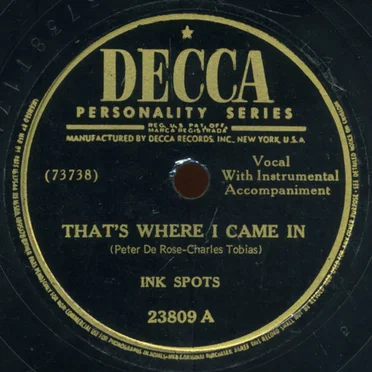 DECCA
PERSONALITY SERIES
REG. U.S. PAT. OFF.
MARCA REGISTRADA
MANUFACTURED BY DECCA RECORDS, INC., NEW YORK, U.S.A.
(73738)
Vocal
With Instrumental
Accompaniment
THAT'S WHERE I CAME IN
(Peter De Rose-Charles Tobias)
INK SPOTS
23809 A